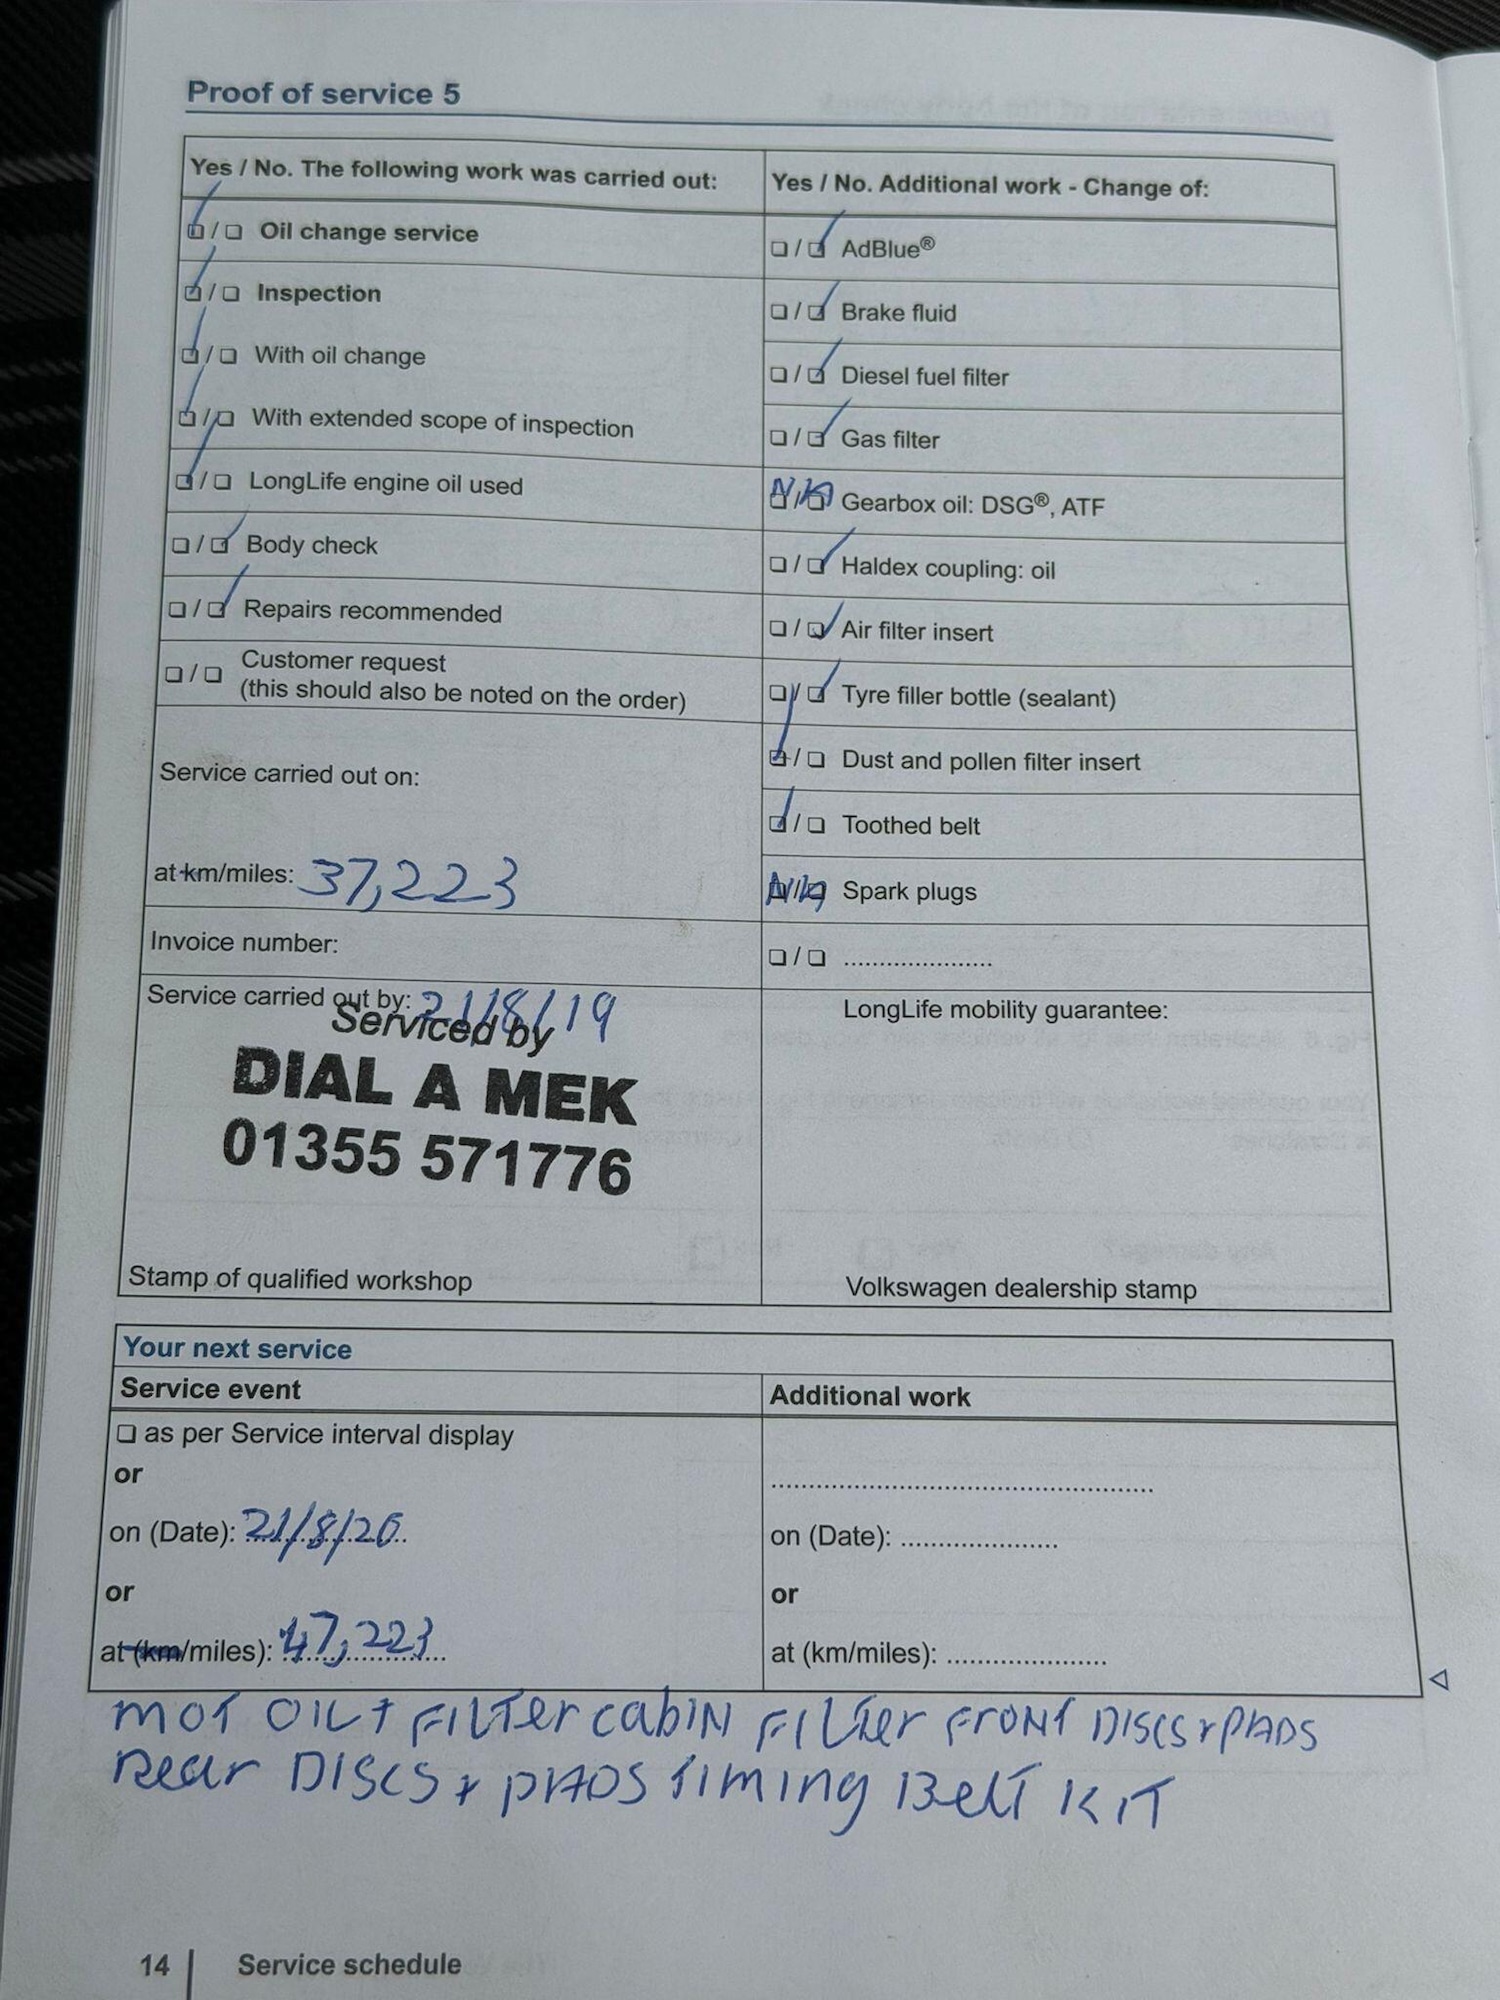 Proof of service 5
Yes / No. The following work was carried out:
☑ / ☐ Oil change service
☑ / ☐ Inspection
☑ / ☐ With oil change
☑ / ☐ With extended scope of inspection
☑ / ☐ LongLife engine oil used
☐ / ☑ Body check
☐ / ☑ Repairs recommended
☐ / ☐ Customer request
(this should also be noted on the order)
Service carried out on:
at km/miles: 37,223
Invoice number:
Service carried out by: 21/8/19
Serviced by
DIAL A MEK
01355 571776
Stamp of qualified workshop
Yes / No. Additional work - Change of:
☐ / ☑ AdBlue®
☐ / ☑ Brake fluid
☐ / ☑ Diesel fuel filter
☐ / ☑ Gas filter
N/A Gearbox oil: DSG®, ATF
☐ / ☑ Haldex coupling: oil
☐ / ☑ Air filter insert
☐ / ☑ Tyre filler bottle (sealant)
☑ / ☐ Dust and pollen filter insert
☑ / ☐ Toothed belt
N/A Spark plugs
☐ / ☐ .....................
LongLife mobility guarantee:
Volkswagen dealership stamp
Your next service
Service event
☐ as per Service interval display
or
on (Date): 21/8/20
or
at (km/miles): 47,223
Additional work
......................................................
on (Date): ......................
or
at (km/miles): ......................
MOT OIL + FILTER CABIN FILTER FRONT DISCS + PADS
Rear DISCS + PADS Timing Belt KIT
14 Service schedule